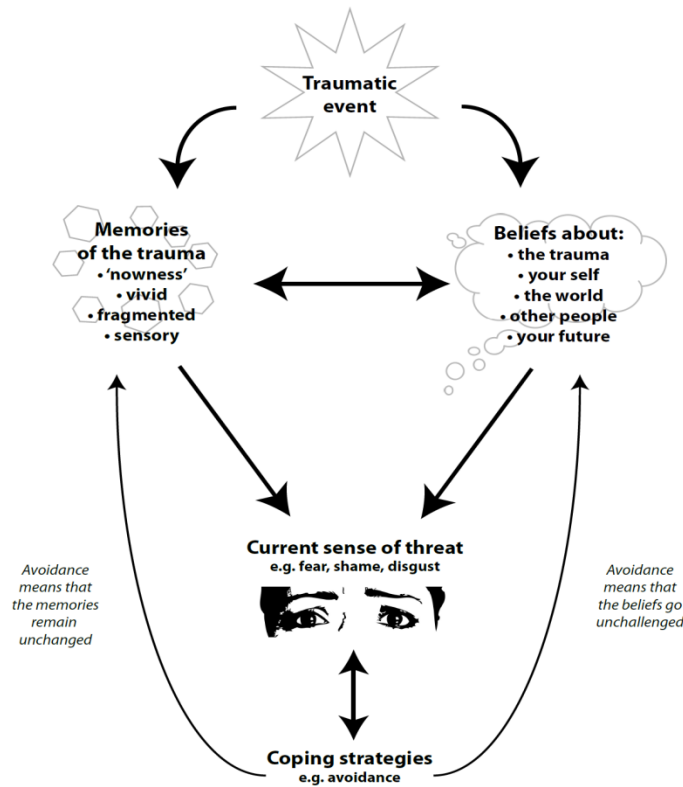 Traumatic
event
Memories
of the trauma
• 'nowness'
• vivid
• fragmented
• sensory
Beliefs about:
• the trauma
• your self
• the world
• other people
• your future
Current sense of threat
e.g. fear, shame, disgust
Avoidance
means that
the memories
remain
unchanged
Avoidance
means that
the beliefs go
unchallenged
Coping strategies
e.g. avoidance